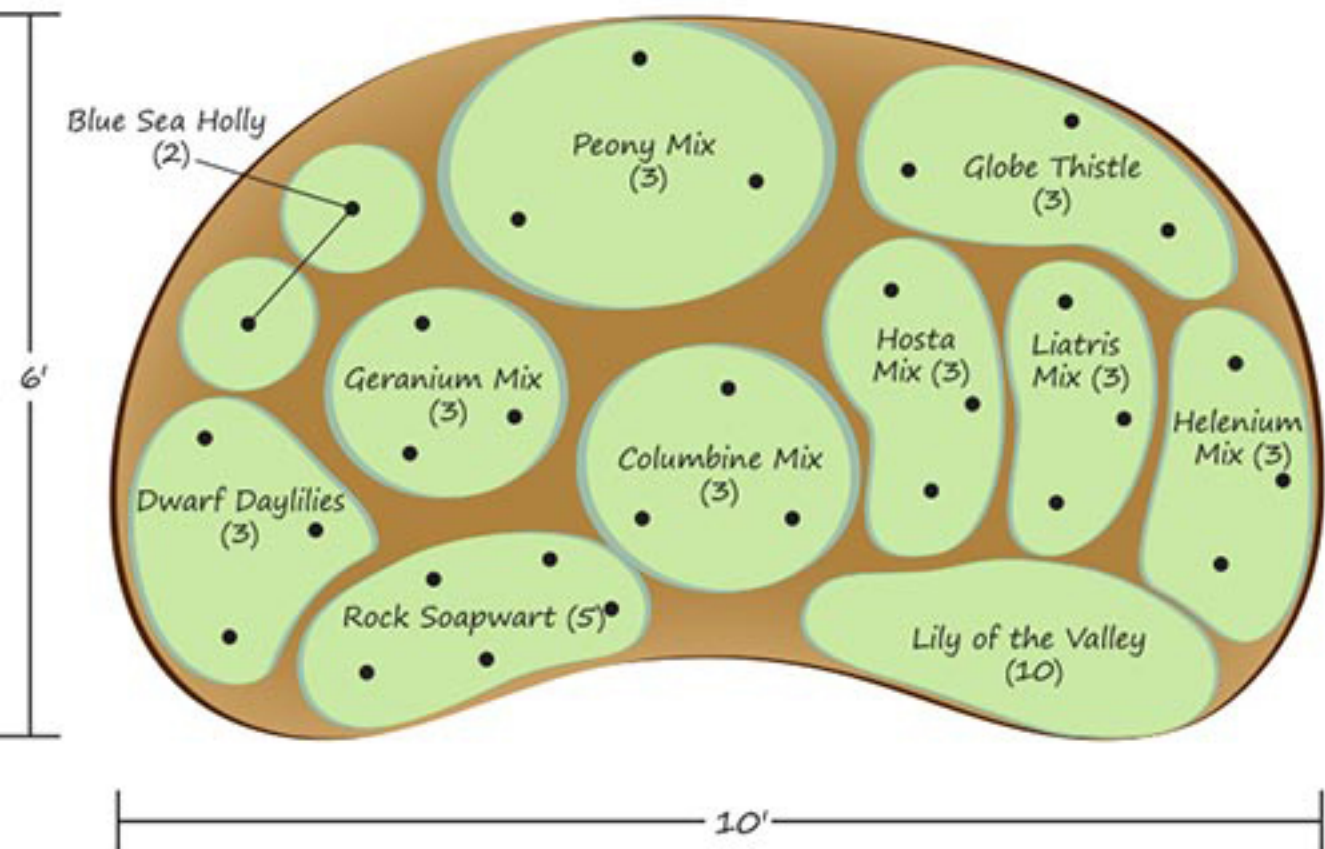 Blue Sea Holly
(2)
Peony Mix
(3)
Globe Thistle
(3)
Hosta
Mix (3)
Liatris
Mix (3)
Geranium Mix
(3)
Helenium
Mix (3)
Columbine Mix
(3)
Dwarf Daylilies
(3)
Rock Soapwart (5)
Lily of the Valley
(10)
6'
10'